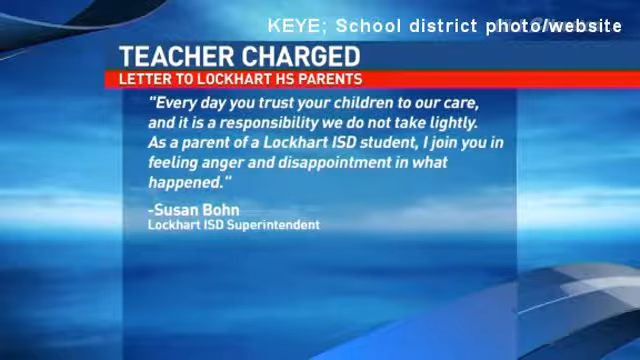 KEYE; School district photo/website
TEACHER CHARGED
LETTER TO LOCKHART HS PARENTS
"Every day you trust your children to our care,
and it is a responsibility we do not take lightly.
As a parent of a Lockhart ISD student, I join you in
feeling anger and disappointment in what
happened."
-Susan Bohn
Lockhart ISD Superintendent